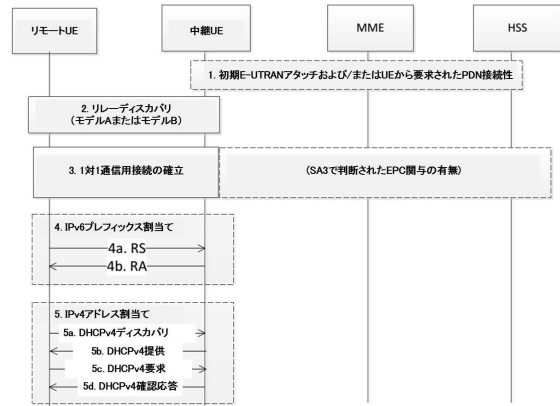 リモートUE
中継UE
MME
HSS
1. 初期E-UTRANアタッチおよび/またはUEから要求されたPDN接続性
2. リレーディスカバリ
(モデルAまたはモデルB)
3. 1対1通信用接続の確立
(SA3で判断されたEPC関与の有無)
4. IPv6プレフィックス割当て
4a. RS
4b. RA
5. IPv4アドレス割当て
5a. DHCPv4ディスカバリ
5b. DHCPv4提供
5c. DHCPv4要求
5d. DHCPv4確認応答